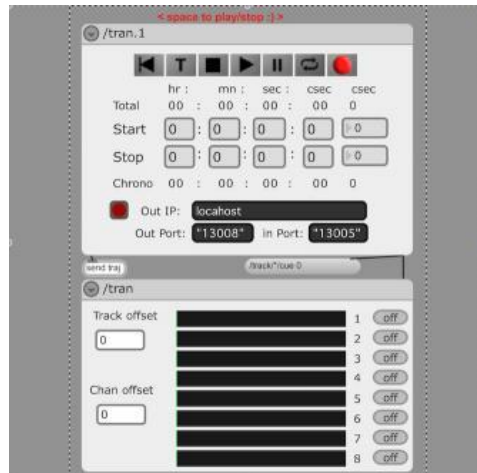 < space to play/stop :) >
/tran.1
T
hr : mn : sec : csec csec
Total 00 : 00 : 00 : 00 0
Start 0 : 0 : 0 : 0 0
Stop 0 : 0 : 0 : 0 0
Chrono 00 : 00 : 00 : 00 0
Out IP: locahost
Out Port: "13008" in Port: "13005"
send traj /track/*/cue 0
/tran
Track offset 1 off
0 2 off
3 off
4 off
Chan offset 5 off
0 6 off
7 off
8 off